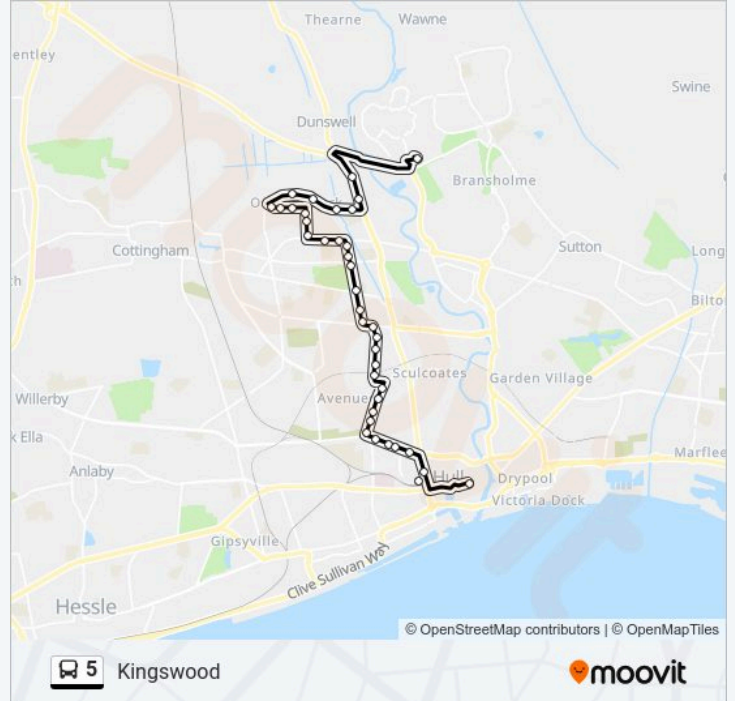 Thearne
Wawne
entley
Swine
Dunswell
Bransholme
Cottingham
Sutton
Long
Bilto
Sculcoates
Garden Village
Willerby
Avenue
k Ella
Anlaby
Hull
Drypool
Marflee
Victoria Dock
Gipsyville
Clive Sullivan Way
Hessle
© OpenStreetMap contributors | © OpenMapTiles
5 Kingswood
moovit